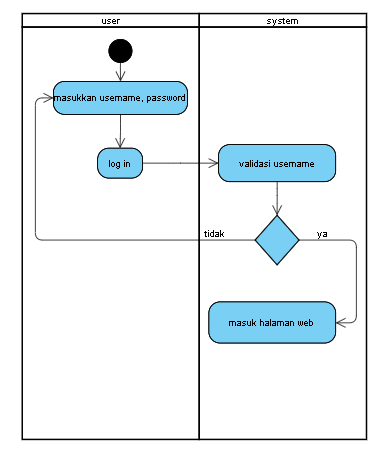 user
system
masukkan username, password
log in
validasi username
tidak
ya
masuk halaman web